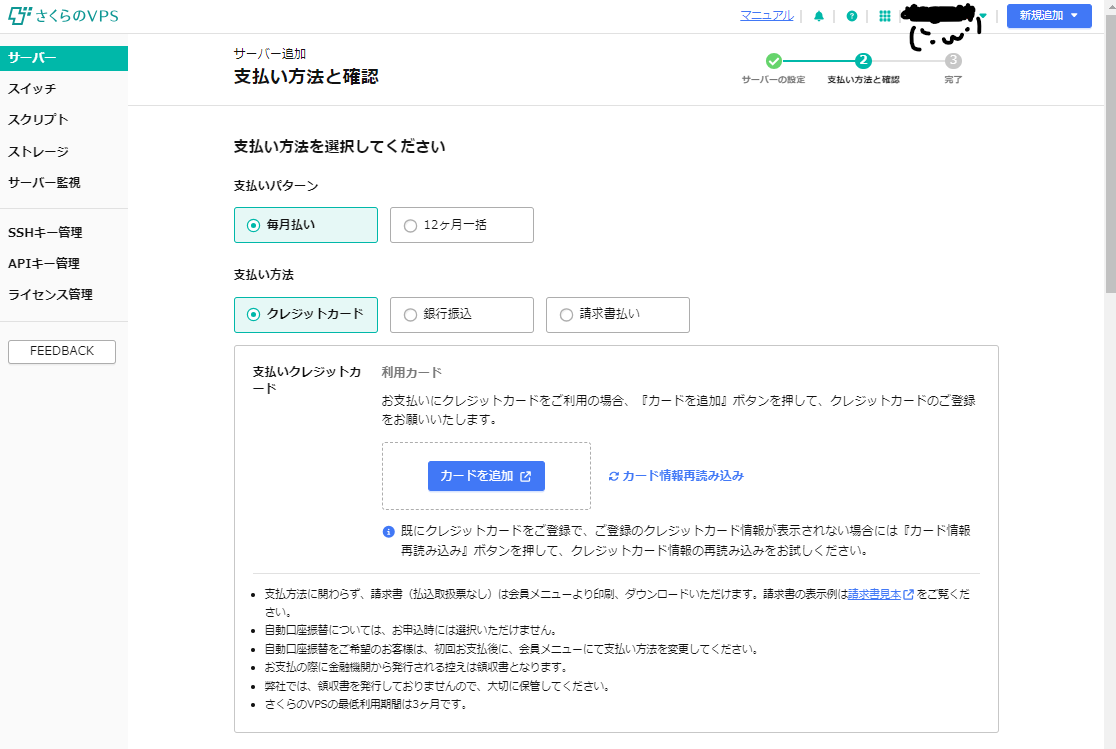 さくらのVPS
マニュアル
新規追加
サーバー
スイッチ
スクリプト
ストレージ
サーバー監視
SSHキー管理
APIキー管理
ライセンス管理
FEEDBACK
サーバー追加
支払い方法と確認
2
3
サーバーの設定
支払い方法と確認
完了
支払い方法を選択してください
支払いパターン
毎月払い
12ヶ月一括
支払い方法
クレジットカード
銀行振込
請求書払い
支払いクレジットカ
ード
利用カード
お支払いにクレジットカードをご利用の場合、『カードを追加』ボタンを押して、クレジットカードのご登録
をお願いいたします。
カードを追加
カード情報再読み込み
既にクレジットカードをご登録で、ご登録のクレジットカード情報が表示されない場合には『カード情報
再読み込み』ボタンを押して、クレジットカード情報の再読み込みをお試しください。
支払方法に関わらず、請求書（払込取扱票なし）は会員メニューより印刷、ダウンロードいただけます。請求書の表示例は請求書見本をご覧くだ
さい。
自動口座振替については、お申込時には選択いただけません。
自動口座振替をご希望のお客様は、初回お支払後に、会員メニューにて支払い方法を変更してください。
お支払の際に金融機関から発行される控えは領収書となります。
弊社では、領収書を発行しておりませんので、大切に保管してください。
さくらのVPSの最低利用期間は3ヶ月です。